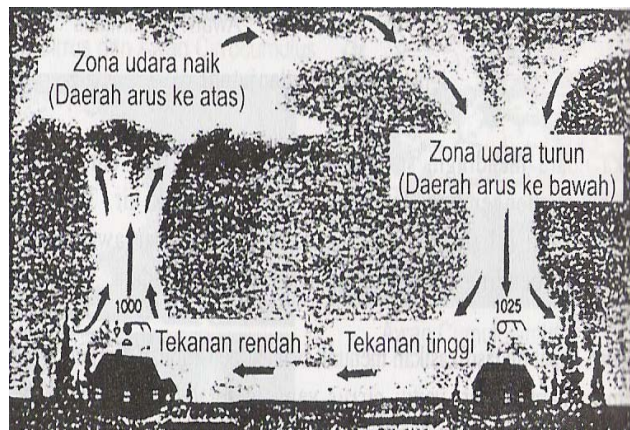 Zona udara naik
(Daerah arus ke atas)
Zona udara turun
(Daerah arus ke bawah)
1000
1025
Tekanan rendah
Tekanan tinggi